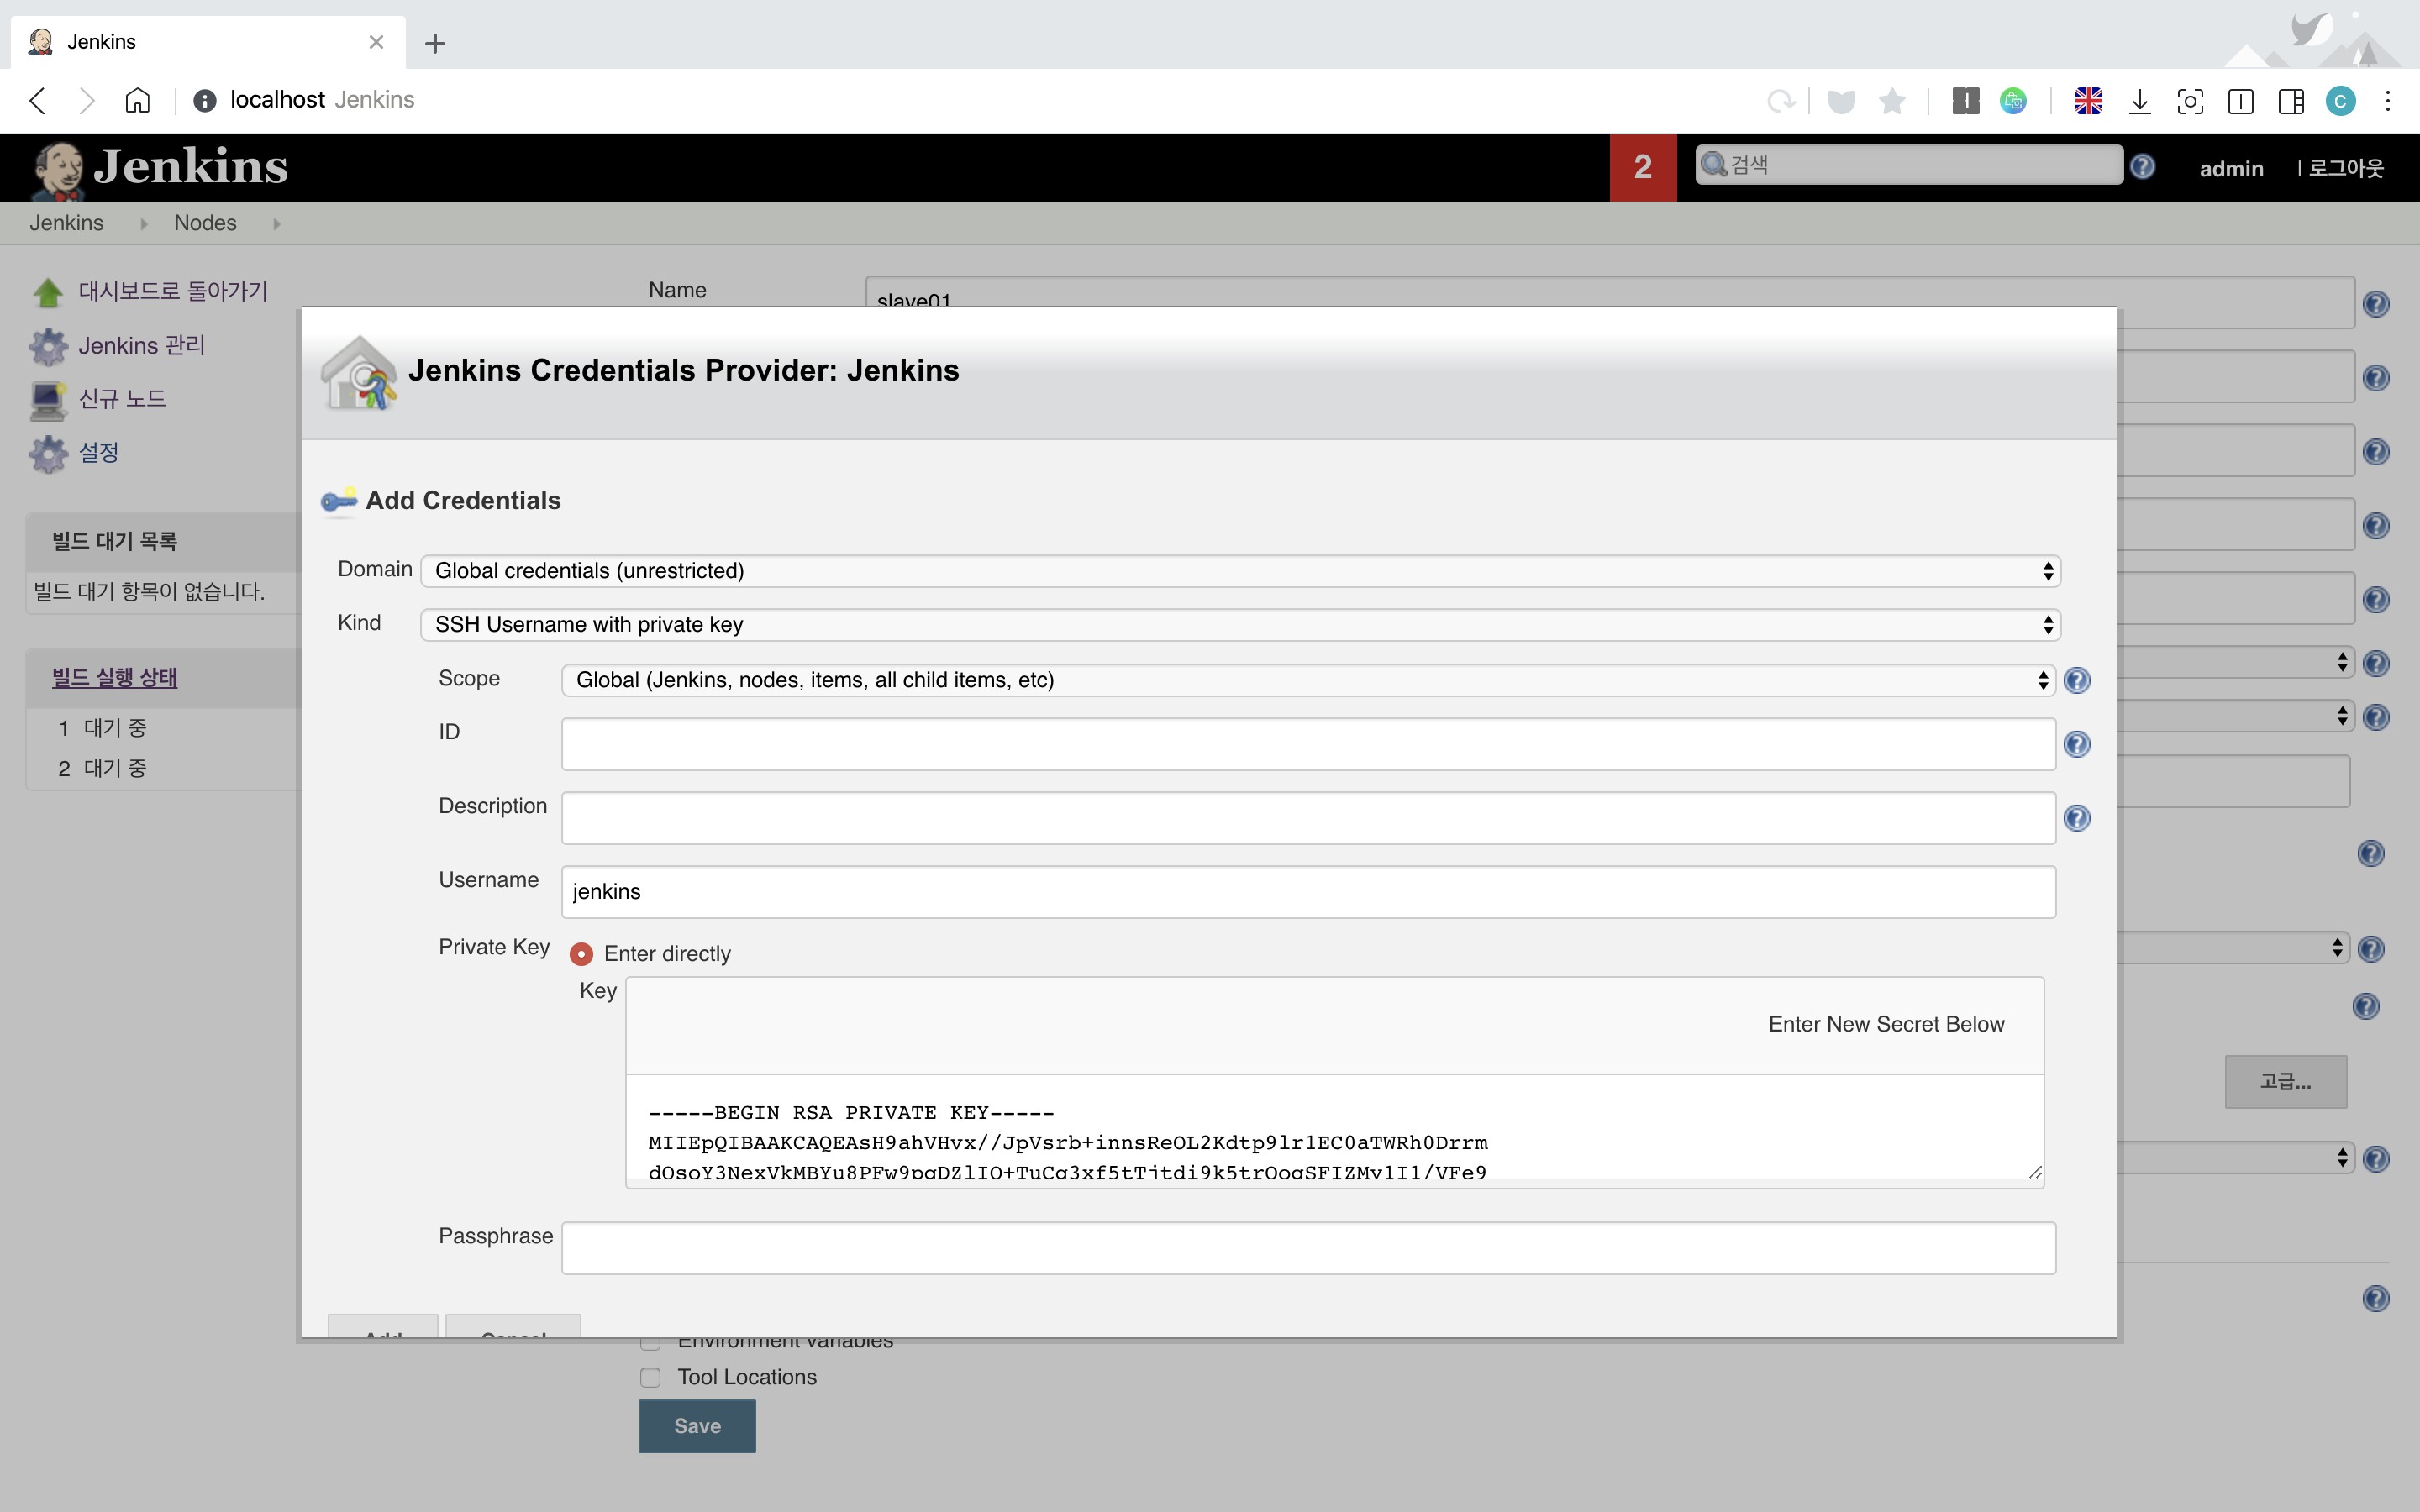 Jenkins
localhost Jenkins
C
Jenkins
2
검색
admin
로그아웃
Jenkins
Nodes
대시보드로 돌아가기
Jenkins 관리
신규 노드
설정
빌드 대기 목록
빌드 대기 항목이 없습니다.
빌드 실행 상태
1 대기 중
2 대기 중
Name
slave01
Jenkins Credentials Provider: Jenkins
Add Credentials
Domain
Global credentials (unrestricted)
Kind
SSH Username with private key
Scope
Global (Jenkins, nodes, items, all child items, etc)
ID
Description
Username
jenkins
Private Key
Enter directly
Key
Enter New Secret Below
-----BEGIN RSA PRIVATE KEY-----
MIIEpQIBAAKCAQEAsH9ahVHvx//JpVsrb+innsReOL2Kdtp9lr1EC0aTWRh0Drrm
Passphrase
Add
Cancel
고급...
Environment variables
Tool Locations
Save